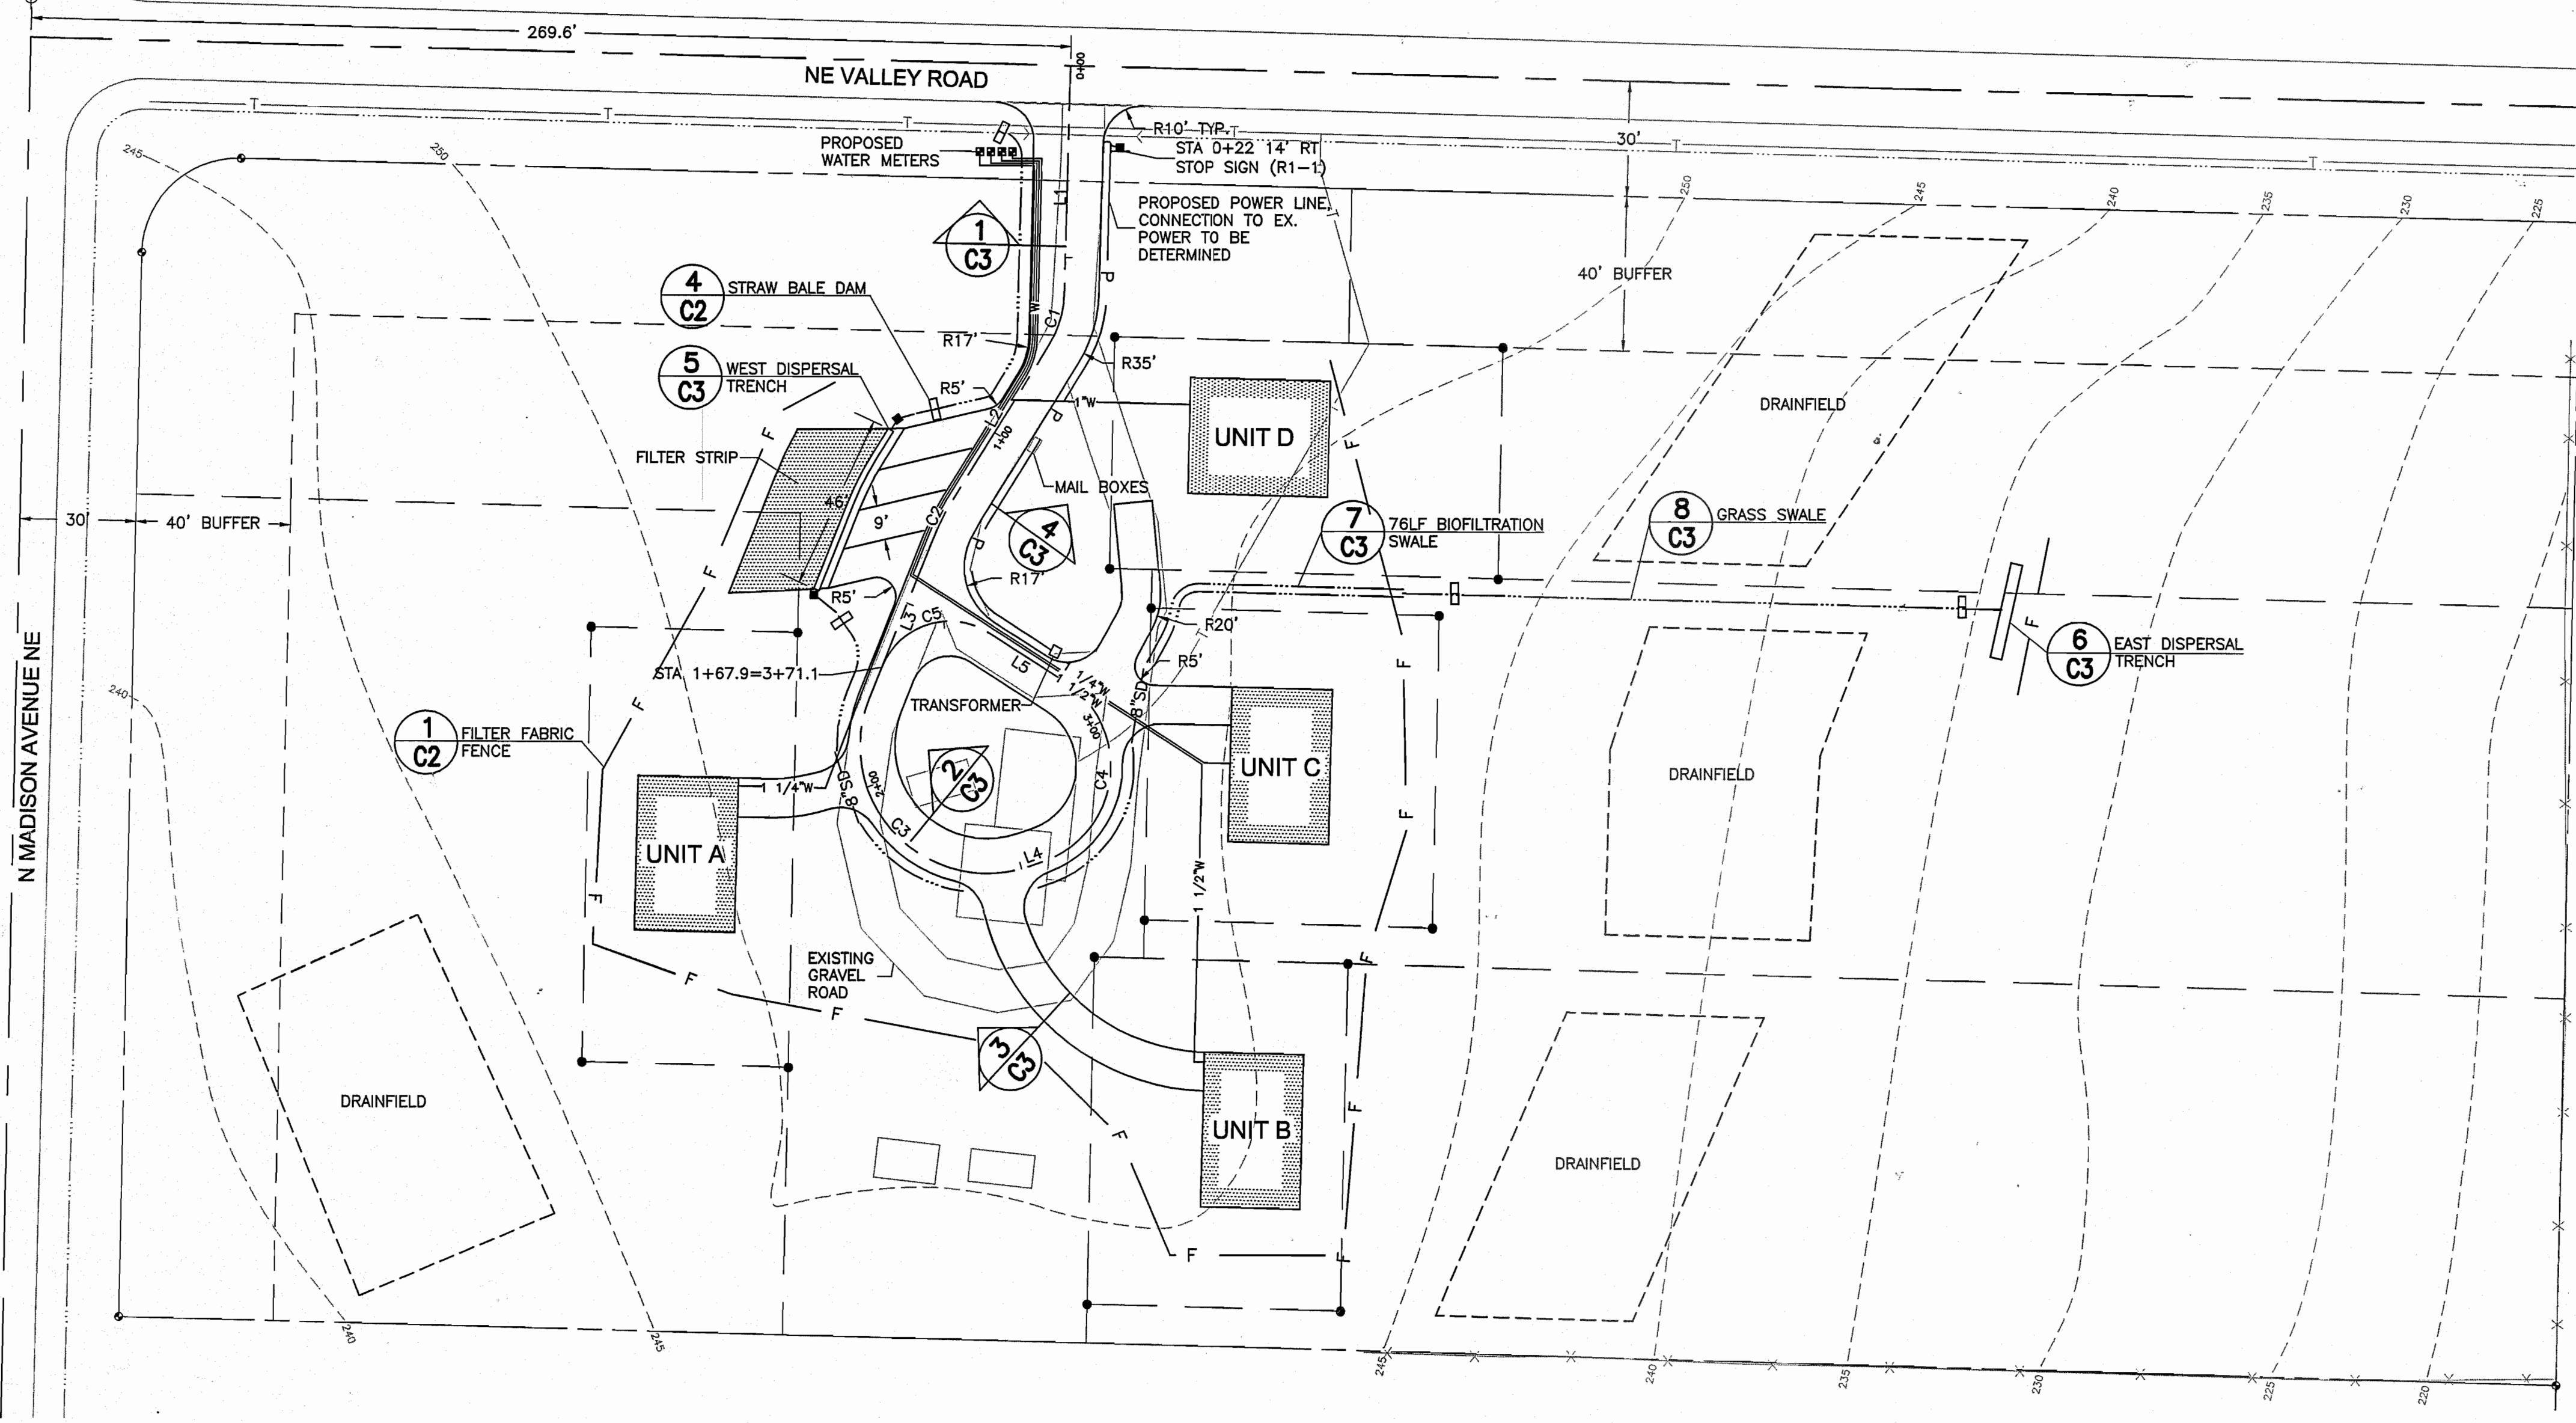 269.6'
0+00
NE VALLEY ROAD
T
T
T
T
T
T
R10' TYP.
STA 0+22 14' RT
STOP SIGN (R1-1)
PROPOSED
WATER METERS
30'
245
250
250
245
240
235
230
225
L1
PROPOSED POWER LINE,
CONNECTION TO EX.
POWER TO BE
DETERMINED
1
C3
P
40' BUFFER
4
C2
STRAW BALE DAM
W
C1
R17'
R35'
5
C3
WEST DISPERSAL
TRENCH
R5'
L2
1"W
P
1+00
DRAINFIELD
F
UNIT D
F
FILTER STRIP
MAIL BOXES
46'
9'
C2
30'
40' BUFFER
4
C3
P
7
C3
76LF BIOFILTRATION
SWALE
8
C3
GRASS SWALE
F
R17'
R5'
L3
C5
R20'
F
6
C3
EAST DISPERSAL
TRENCH
STA 1+67.9=3+71.1
L5
R5'
F
1 1/4"W
1 1/2"W
8"SD
240
F
TRANSFORMER
3+00
N MADISON AVENUE NE
1
C2
FILTER FABRIC
FENCE
2
C3
UNIT C
DRAINFIELD
1 1/4"W
8"SD
2+00
C4
C3
F
UNIT A
L4
1 1/2"W
F
EXISTING
GRAVEL
ROAD
F
F
F
3
C3
DRAINFIELD
F
F
UNIT B
DRAINFIELD
F
F
240
245
245
240
235
230
225
220